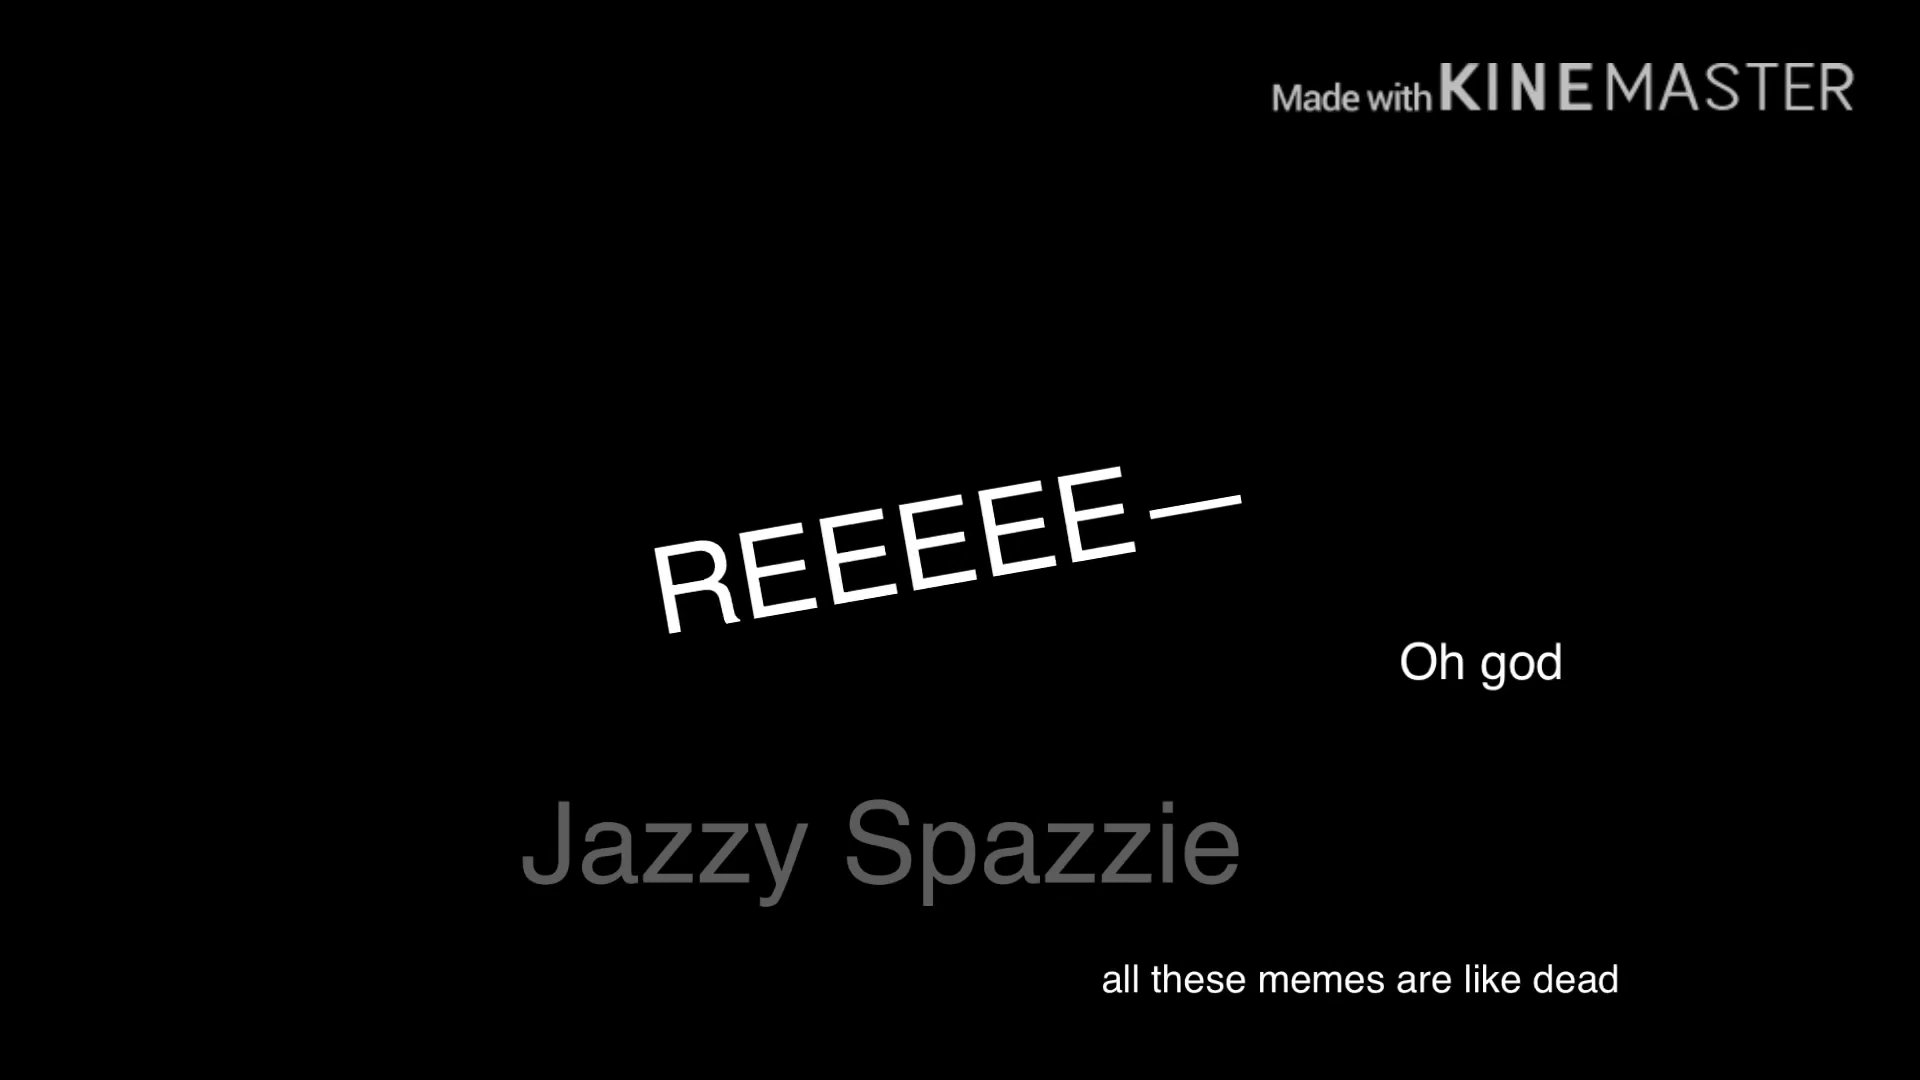 Made with KINEMASTER
REEEEE—
Oh god
Jazzy Spazzie
all these memes are like dead